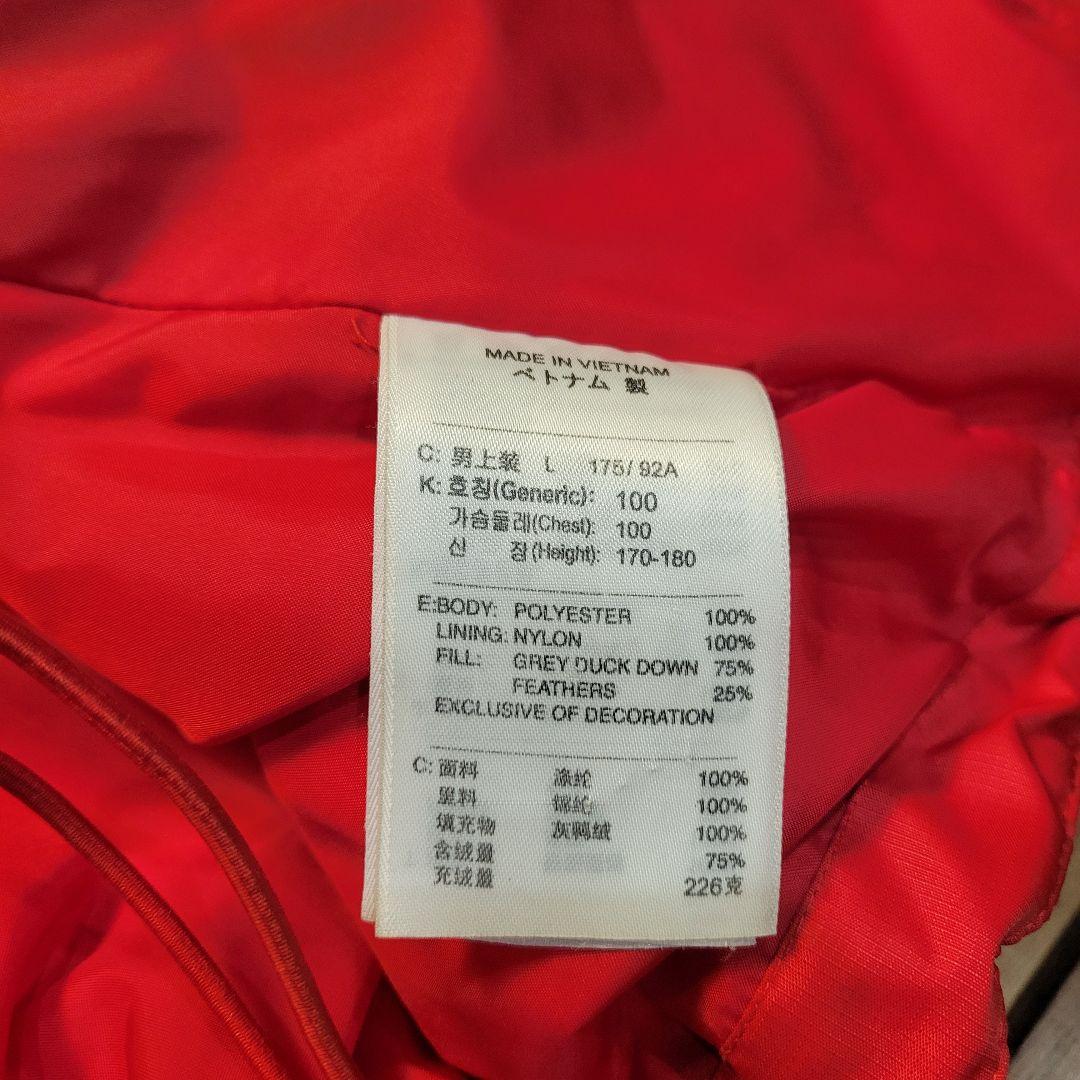 MADE IN VIETNAM
ベトナム 製
C: 男上装 L 175/92A
K: 호칭(Generic): 100
가슴둘레(Chest): 100
신 장(Height): 170-180
E:BODY: POLYESTER 100%
LINING: NYLON 100%
FILL: GREY DUCK DOWN 75%
FEATHERS 25%
EXCLUSIVE OF DECORATION
C: 面料 涤纶 100%
里料 锦纶 100%
填充物 灰鸭绒 100%
含绒量 75%
充绒量 226克